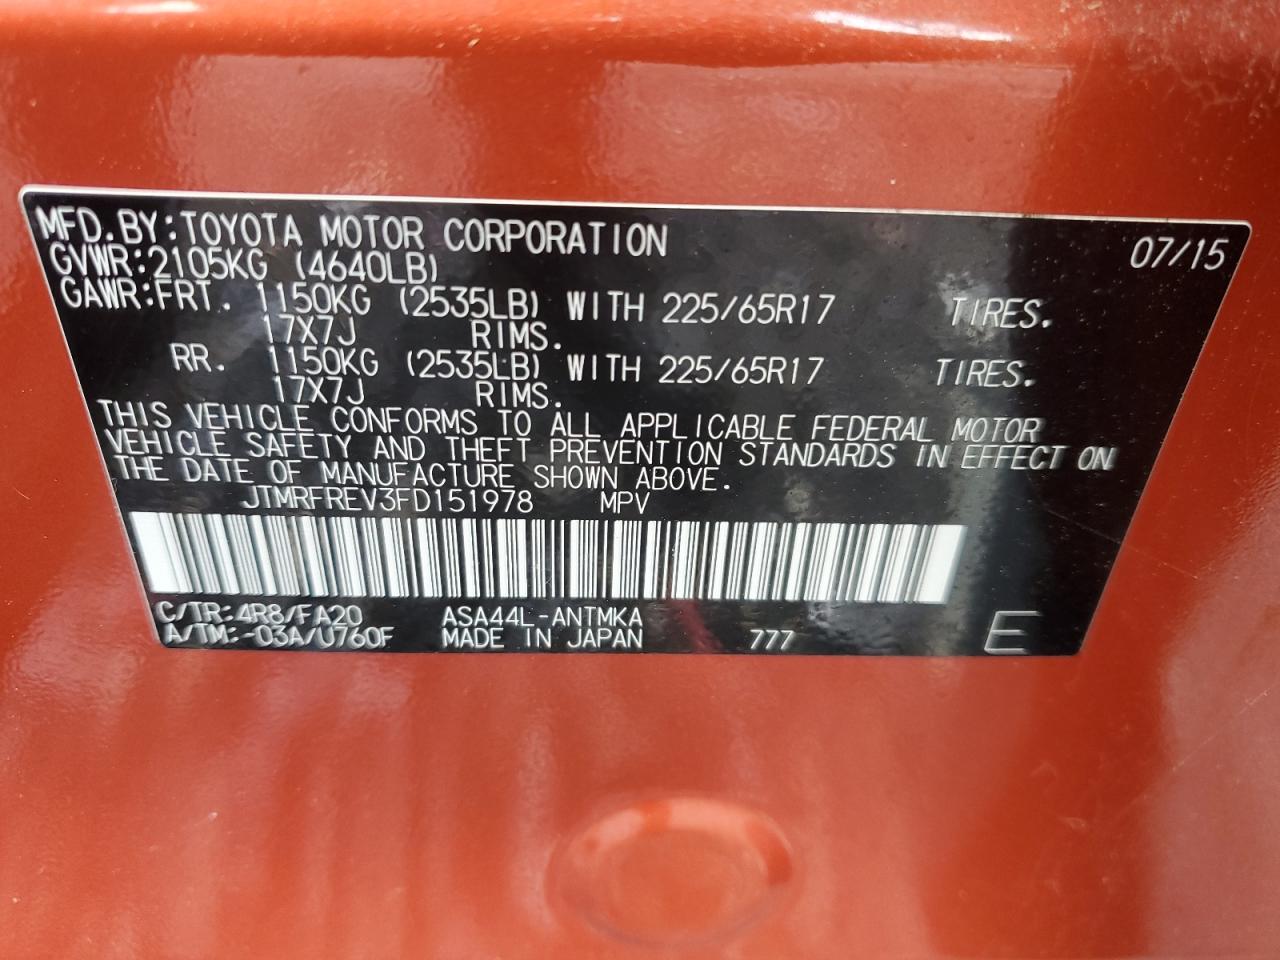 MFD. BY: TOYOTA MOTOR CORPORATION 07/15
GVWR: 2105KG (4640LB)
GAWR: FRT. 1150KG (2535LB) WITH 225/65R17 TIRES.
17X7J RIMS.
RR. 1150KG (2535LB) WITH 225/65R17 TIRES.
17X7J RIMS.
THIS VEHICLE CONFORMS TO ALL APPLICABLE FEDERAL MOTOR
VEHICLE SAFETY AND THEFT PREVENTION STANDARDS IN EFFECT ON
THE DATE OF MANUFACTURE SHOWN ABOVE.
JTMRFREV3FD151978 MPV
C/TR: 4R8/FA20 ASA44L-ANTMKA
A/TM: -03A/U760F MADE IN JAPAN 777 E